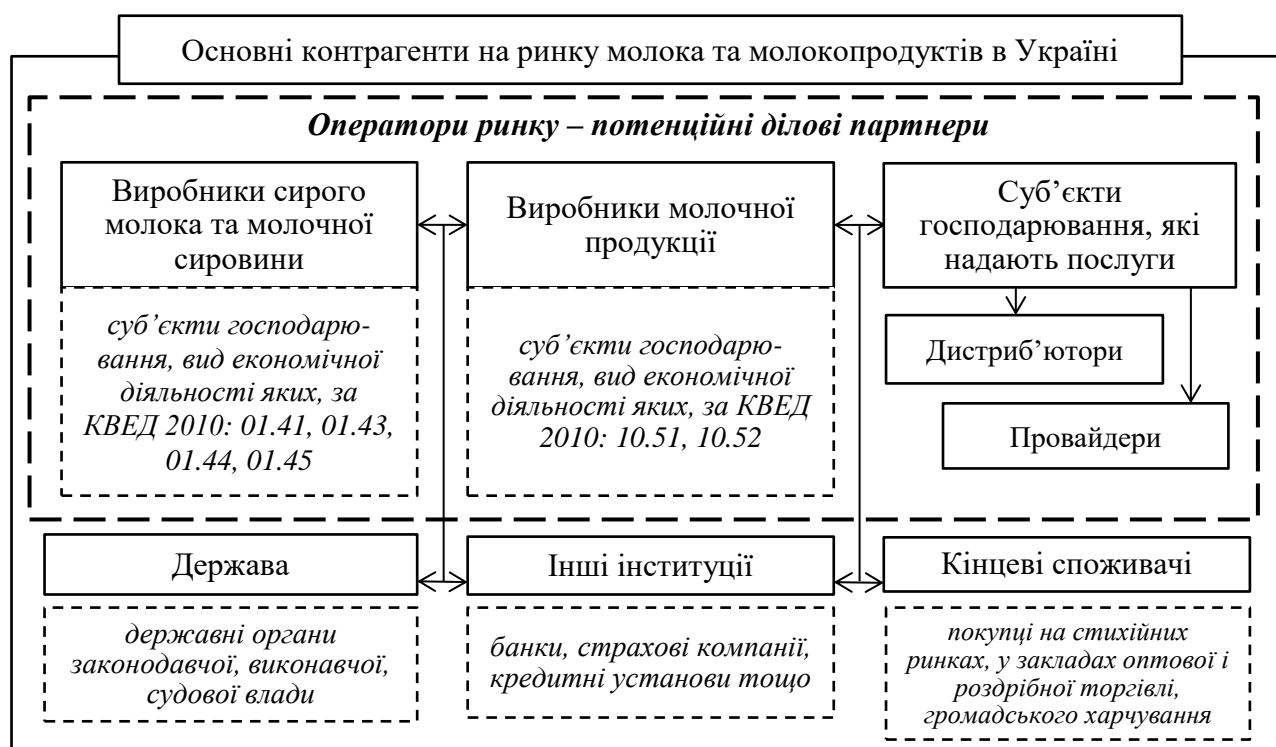 Основні контрагенти на ринку молока та молокопродуктів в Україні
Оператори ринку – потенційні ділові партнери
Виробники сирого
молока та молочної
сировини
суб’єкти господарю-
вання, вид економічної
діяльності яких, за
КВЕД 2010: 01.41, 01.43,
01.44, 01.45
Виробники молочної
продукції
суб’єкти господарю-
вання, вид економічної
діяльності яких, за КВЕД
2010: 10.51, 10.52
Суб’єкти
господарювання, які
надають послуги
Дистриб’ютори
Провайдери
Держава
державні органи
законодавчої, виконавчої,
судової влади
Інші інституції
банки, страхові компанії,
кредитні установи тощо
Кінцеві споживачі
покупці на стихійних
ринках, у закладах оптової і
роздрібної торгівлі,
громадського харчування